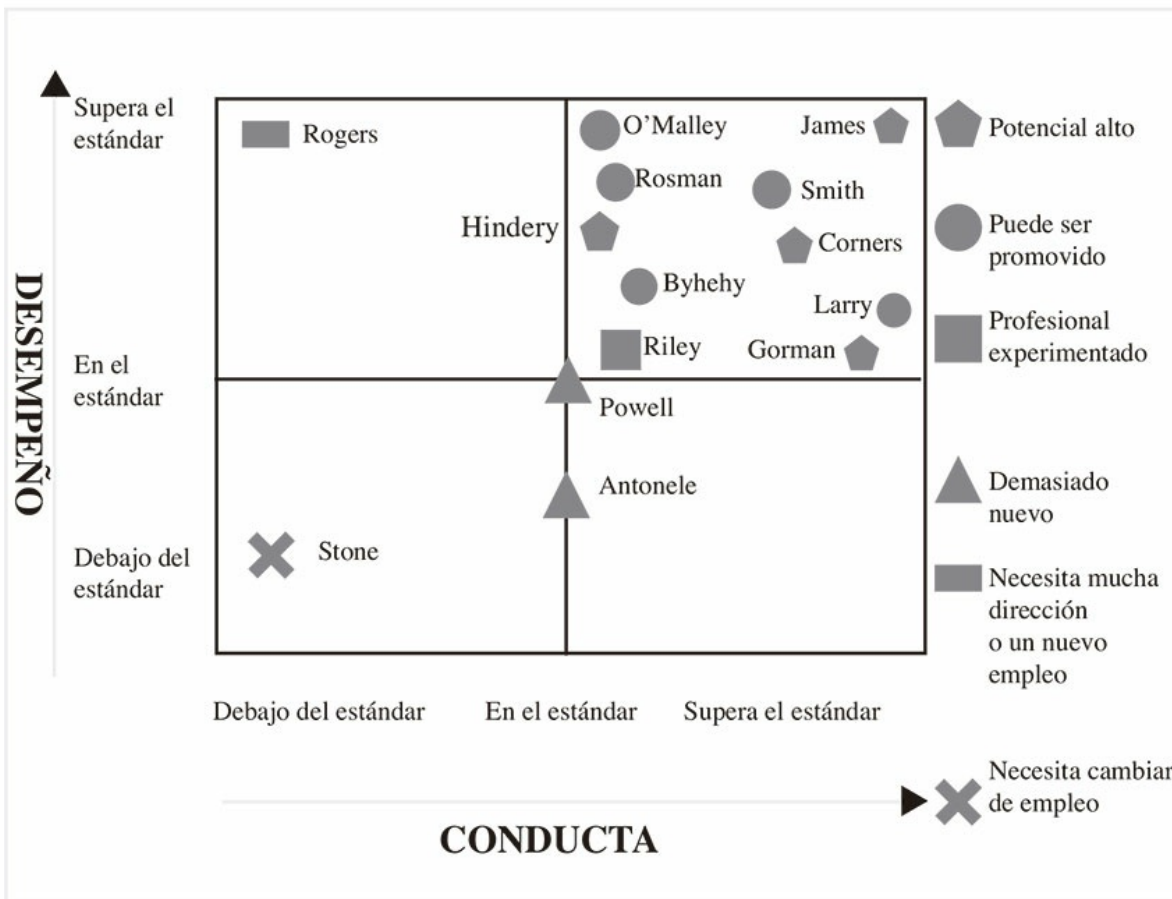 Supera el
estándar
En el
estándar
Debajo del
estándar
DESEMPEÑO
Rogers
O’Malley
James
Rosman
Smith
Hindery
Corners
Byhehy
Larry
Riley
Gorman
Powell
Antonele
Stone
Debajo del estándar
En el estándar
Supera el estándar
CONDUCTA
Potencial alto
Puede ser
promovido
Profesional
experimentado
Demasiado
nuevo
Necesita mucha
dirección
o un nuevo
empleo
Necesita cambiar
de empleo